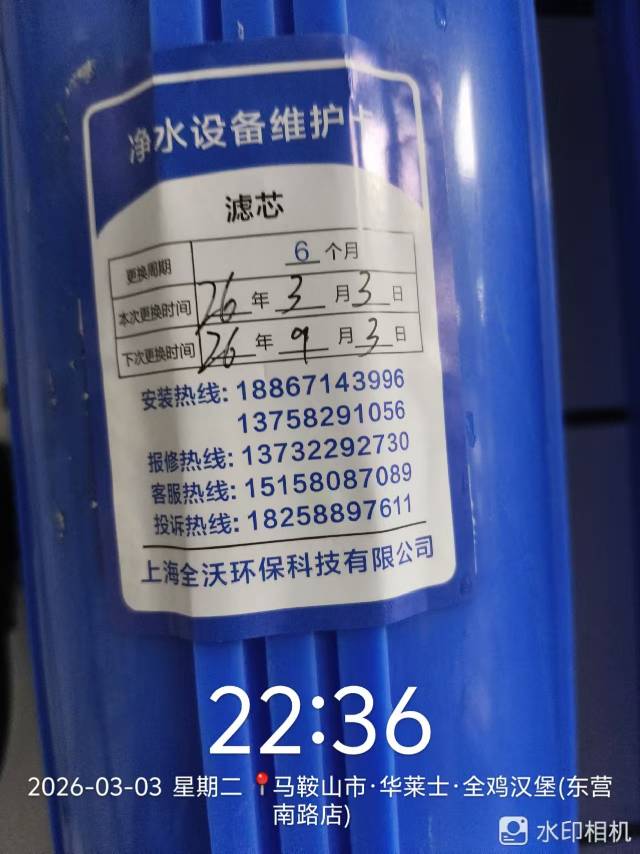 净水设备维护卡
滤芯
更换周期 6 个月
本次更换时间 26 年 3 月 3 日
下次更换时间 26 年 9 月 3 日
安装热线: 18867143996
13758291056
报修热线: 13732292730
客服热线: 15158087089
投诉热线: 18258897611
上海全沃环保科技有限公司
22:36
2026-03-03 星期二 📍马鞍山市·华莱士·全鸡汉堡(东营
南路店)
水印相机